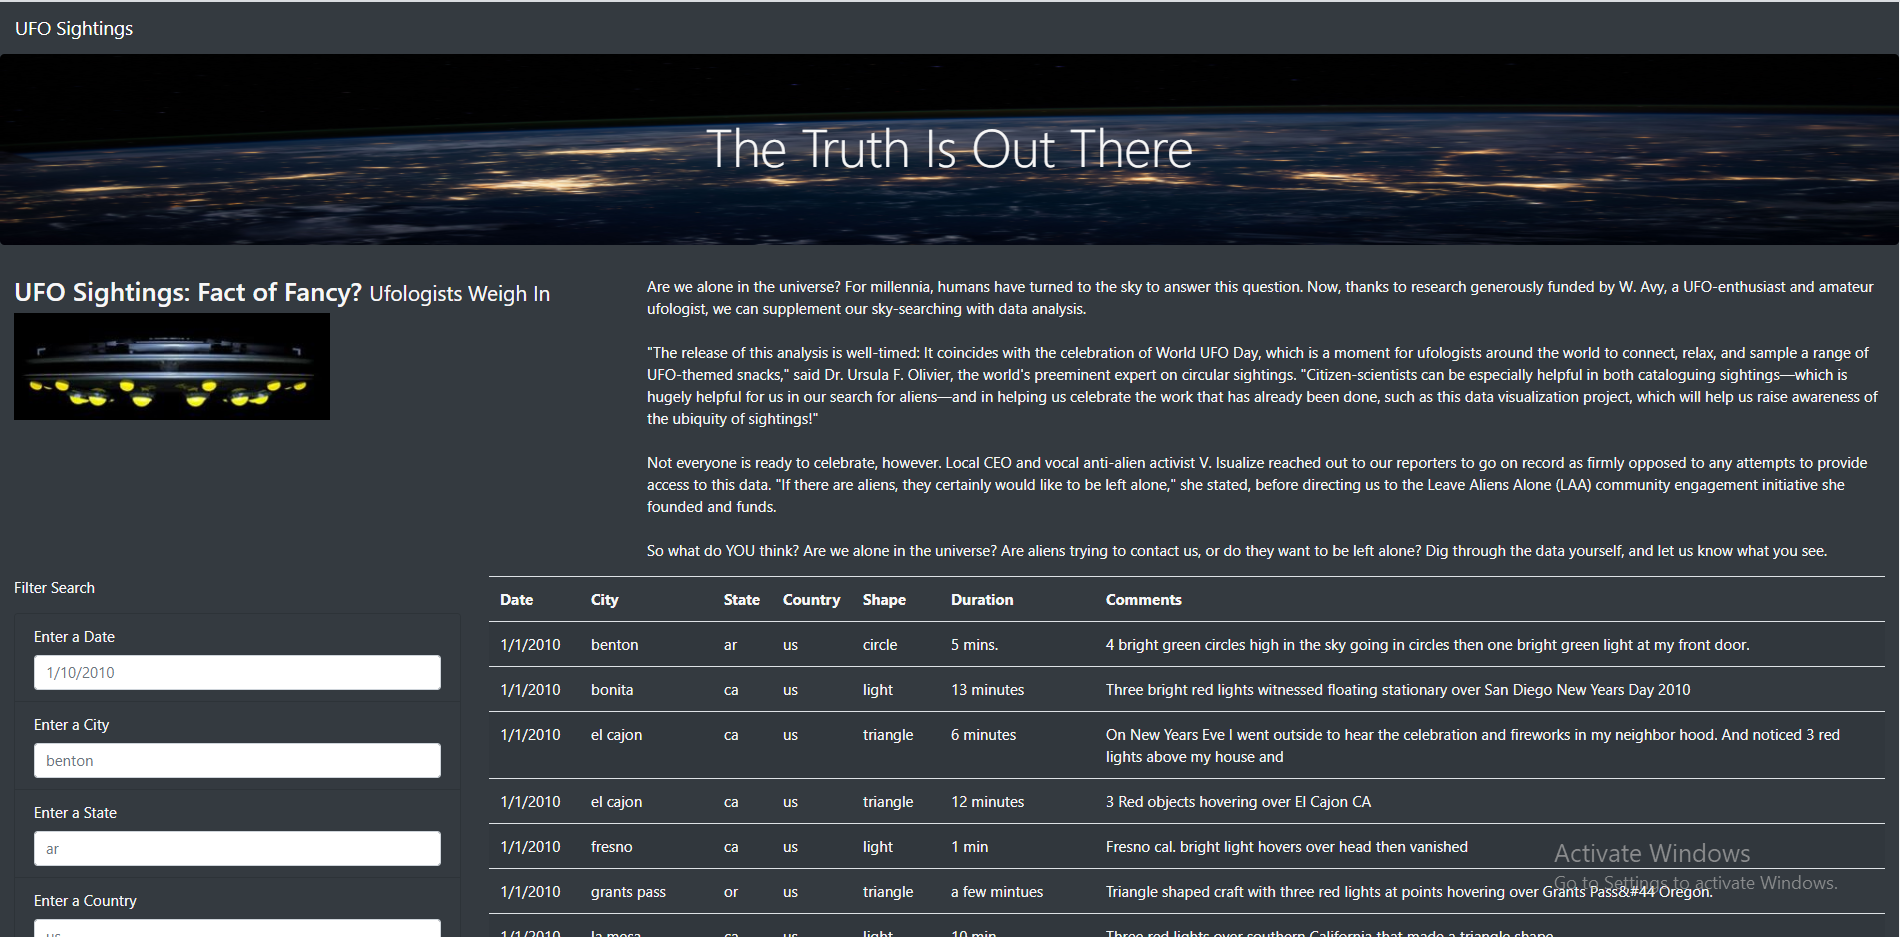 UFO Sightings
The Truth Is Out There
UFO Sightings: Fact of Fancy? Ufologists Weigh In
Are we alone in the universe? For millennia, humans have turned to the sky to answer this question. Now, thanks to research generously funded by W. Avy, a UFO-enthusiast and amateur
ufologist, we can supplement our sky-searching with data analysis.
"The release of this analysis is well-timed: It coincides with the celebration of World UFO Day, which is a moment for ufologists around the world to connect, relax, and sample a range of
UFO-themed snacks," said Dr. Ursula F. Olivier, the world's preeminent expert on circular sightings. "Citizen-scientists can be especially helpful in both cataloguing sightings—which is
hugely helpful for us in our search for aliens—and in helping us celebrate the work that has already been done, such as this data visualization project, which will help us raise awareness of
the ubiquity of sightings!"
Not everyone is ready to celebrate, however. Local CEO and vocal anti-alien activist V. Isualize reached out to our reporters to go on record as firmly opposed to any attempts to provide
access to this data. "If there are aliens, they certainly would like to be left alone," she stated, before directing us to the Leave Aliens Alone (LAA) community engagement initiative she
founded and funds.
So what do YOU think? Are we alone in the universe? Are aliens trying to contact us, or do they want to be left alone? Dig through the data yourself, and let us know what you see.
Filter Search
Enter a Date
1/10/2010
Enter a City
benton
Enter a State
ar
Enter a Country
us
Date City State Country Shape Duration Comments
1/1/2010 benton ar us circle 5 mins. 4 bright green circles high in the sky going in circles then one bright green light at my front door.
1/1/2010 bonita ca us light 13 minutes Three bright red lights witnessed floating stationary over San Diego New Years Day 2010
1/1/2010 el cajon ca us triangle 6 minutes On New Years Eve I went outside to hear the celebration and fireworks in my neighbor hood. And noticed 3 red
lights above my house and
1/1/2010 el cajon ca us triangle 12 minutes 3 Red objects hovering over El Cajon CA
1/1/2010 fresno ca us light 1 min Fresno cal. bright light hovers over head then vanished
1/1/2010 grants pass or us triangle a few mintues Triangle shaped craft with three red lights at points hovering over Grants Pass&#44 Oregon.
1/1/2010 la mesa ca us light 10 min Three red lights over southern California that made a triangle shape
Activate Windows
Go to Settings to activate Windows.